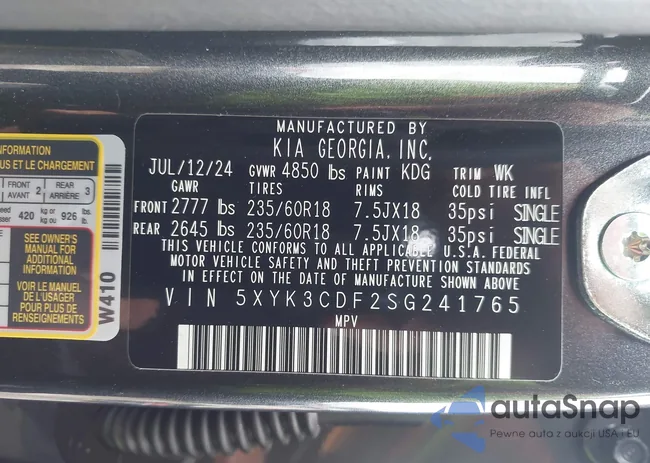 INFORMATION
US ET LE CHARGEMENT
FRONT 2 REAR 3
AVANT ARRIÈRE
420 kg or ou 926 lbs.
SEE OWNER'S
MANUAL FOR
ADDITIONAL
INFORMATION
VOIR LE MANUEL
DE L'USAGER
POUR PLUS DE
RENSEIGNEMENTS
W410
MANUFACTURED BY
KIA GEORGIA, INC.
JUL/12/24 GVWR 4850 lbs PAINT KDG TRIM WK
GAWR TIRES RIMS COLD TIRE INFL
FRONT 2777 lbs 235/60R18 7.5JX18 35psi SINGLE
REAR 2645 lbs 235/60R18 7.5JX18 35psi SINGLE
THIS VEHICLE CONFORMS TO ALL APPLICABLE U.S.A. FEDERAL
MOTOR VEHICLE SAFETY AND THEFT PREVENTION STANDARDS
IN EFFECT ON THE DATE OF MANUFACTURE SHOWN ABOVE.
VIN 5XYK3CDF2SG241765
MPV
autaSnap
Pewne auta z aukcji USA i EU